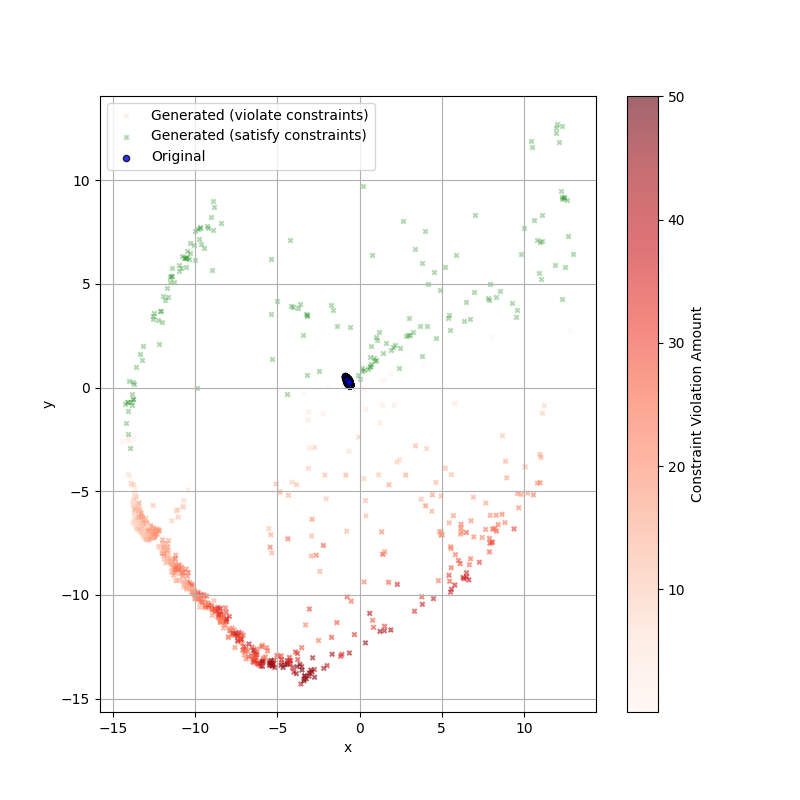 Generated (violate constraints)
Generated (satisfy constraints)
Original
10
5
0
−5
−10
−15
y
−15
−10
−5
0
5
10
x
50
40
30
20
10
Constraint Violation Amount